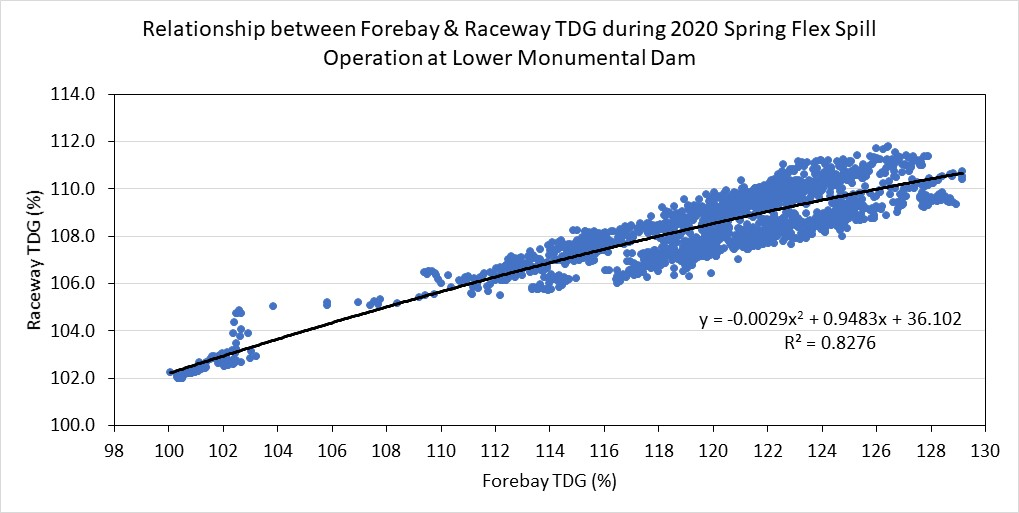 Relationship between Forebay & Raceway TDG during 2020 Spring Flex Spill
Operation at Lower Monumental Dam
Raceway TDG (%)
114.0
112.0
110.0
108.0
106.0
104.0
102.0
100.0
y = -0.0029x² + 0.9483x + 36.102
R² = 0.8276
98 100 102 104 106 108 110 112 114 116 118 120 122 124 126 128 130
Forebay TDG (%)